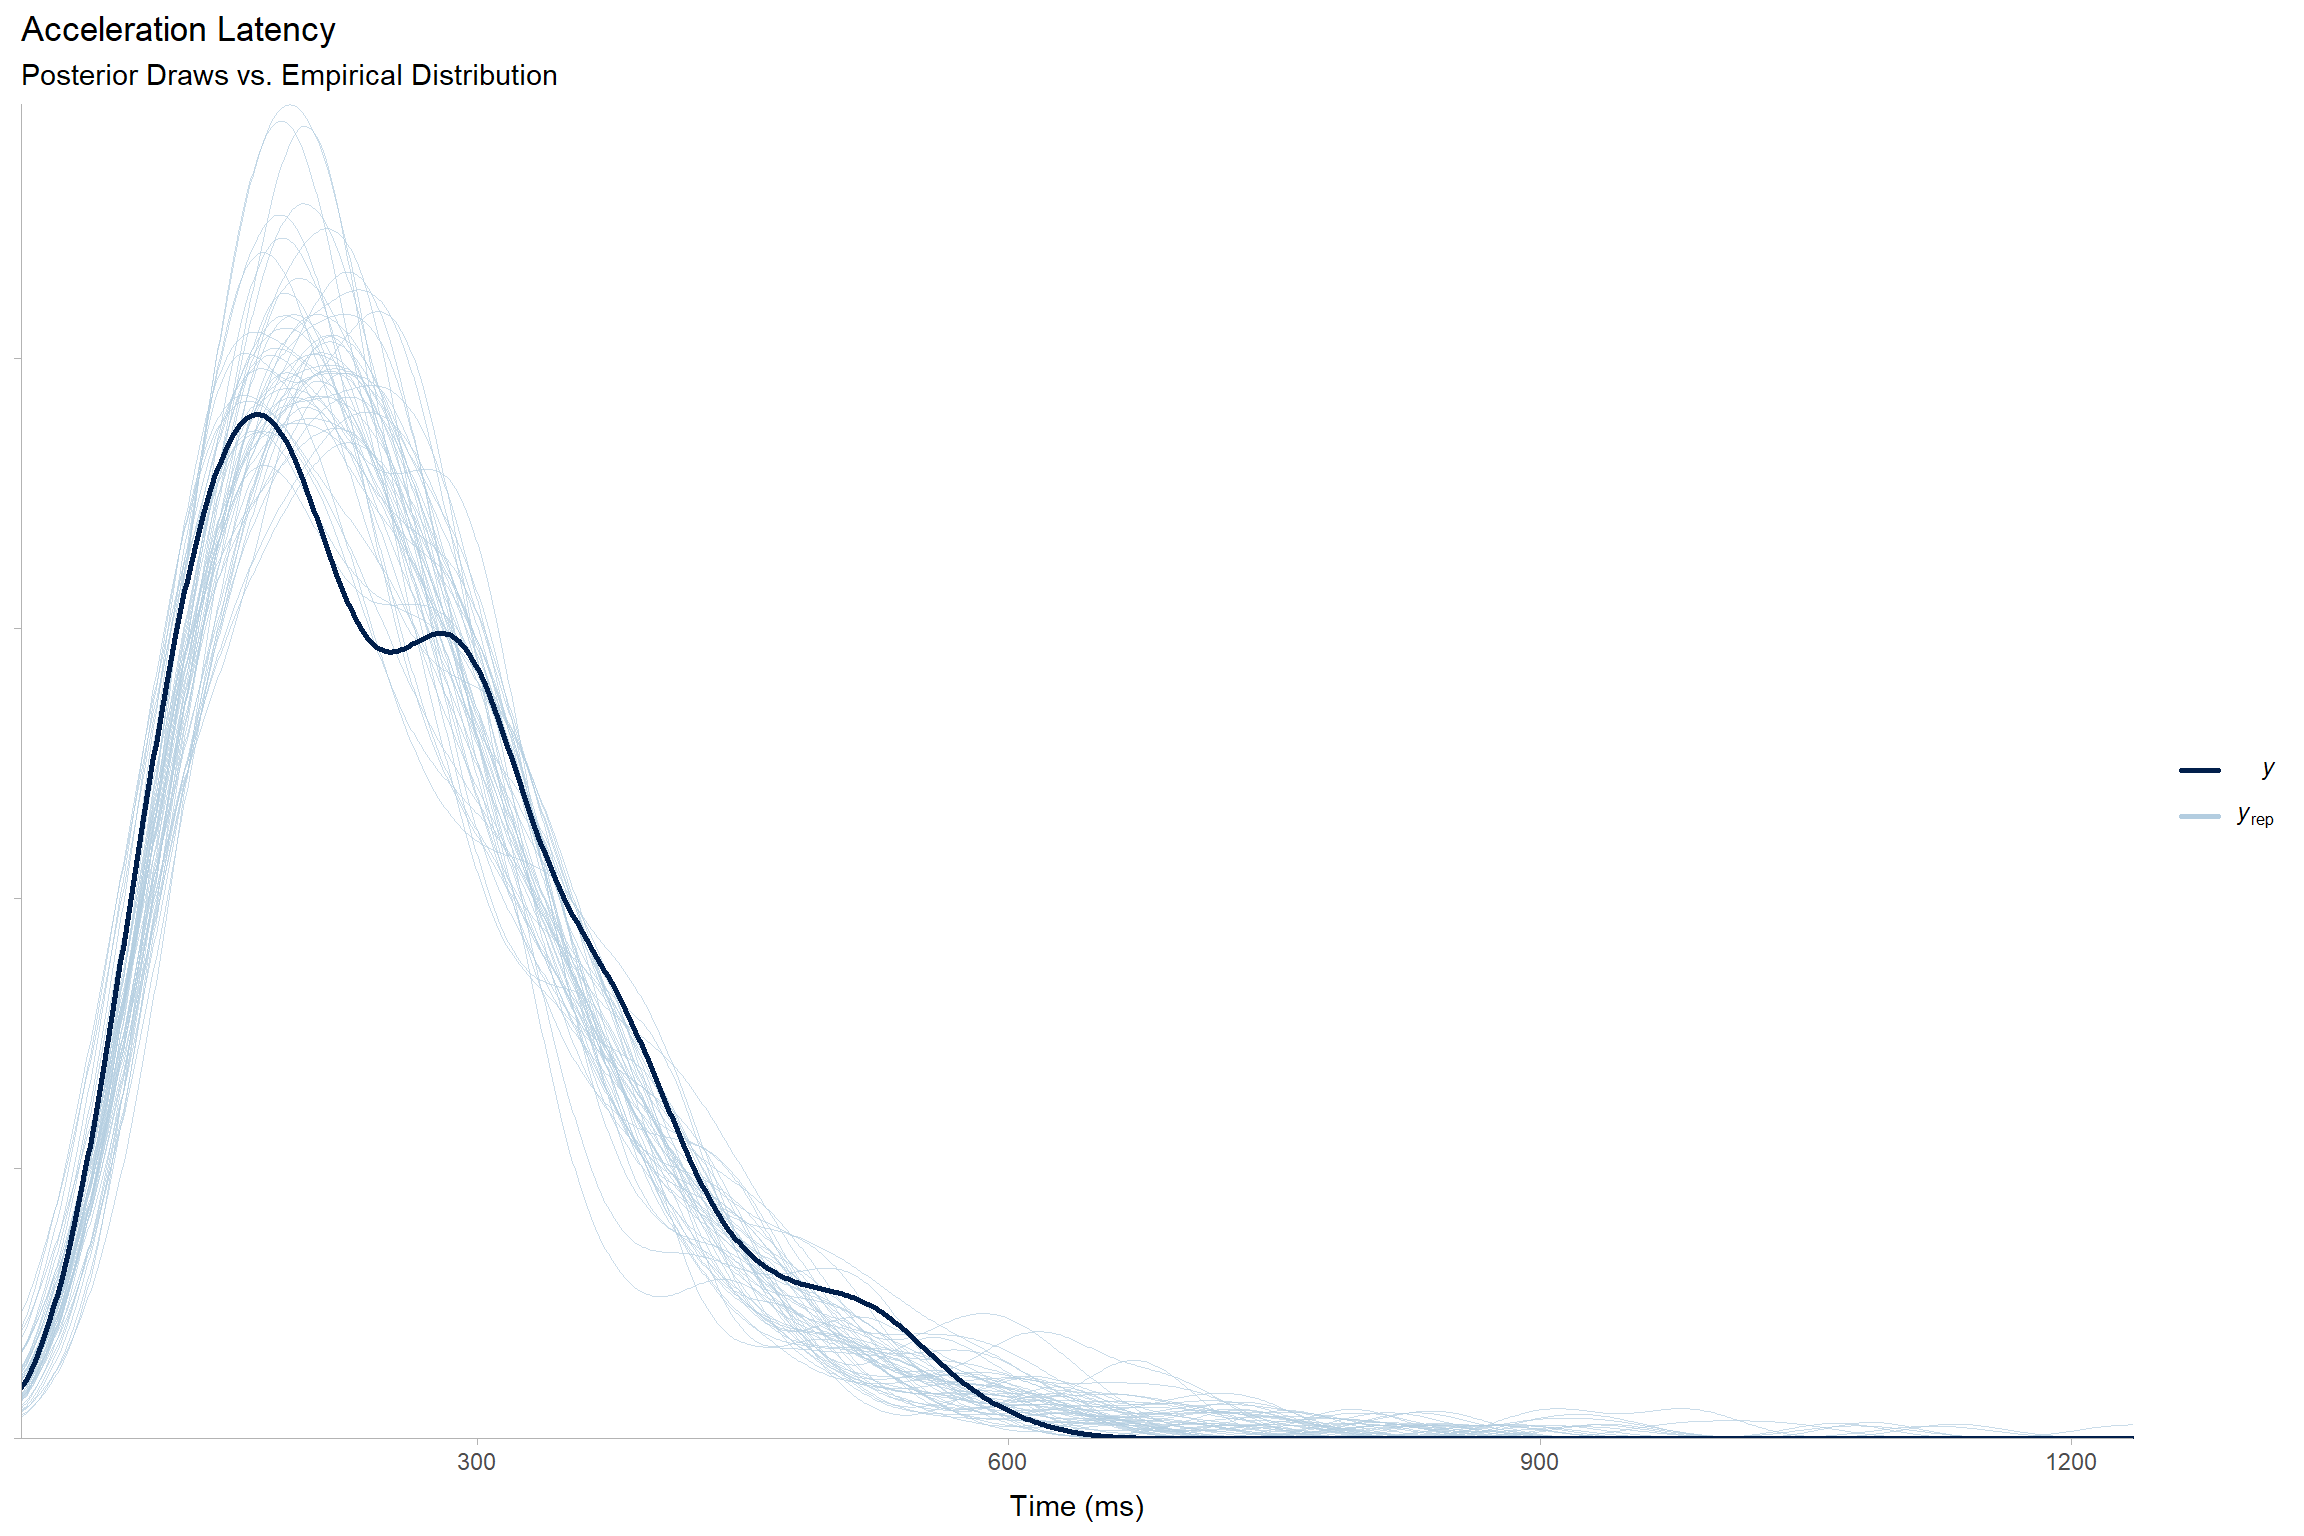 Acceleration Latency
Posterior Draws vs. Empirical Distribution
y
yrep
300 600 900 1200
Time (ms)